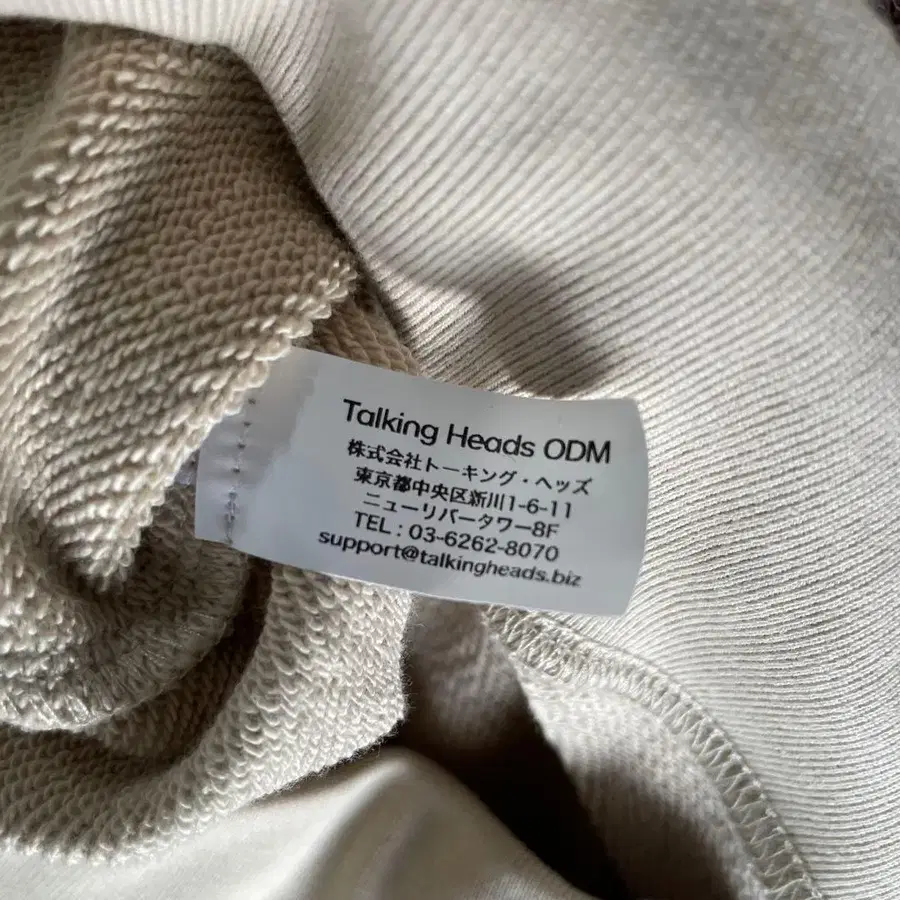 Talking Heads ODM
株式会社トーキング・ヘッズ
東京都中央区新川1-6-11
ニューリバータワー8F
TEL : 03-6262-8070
support@talkingheads.biz